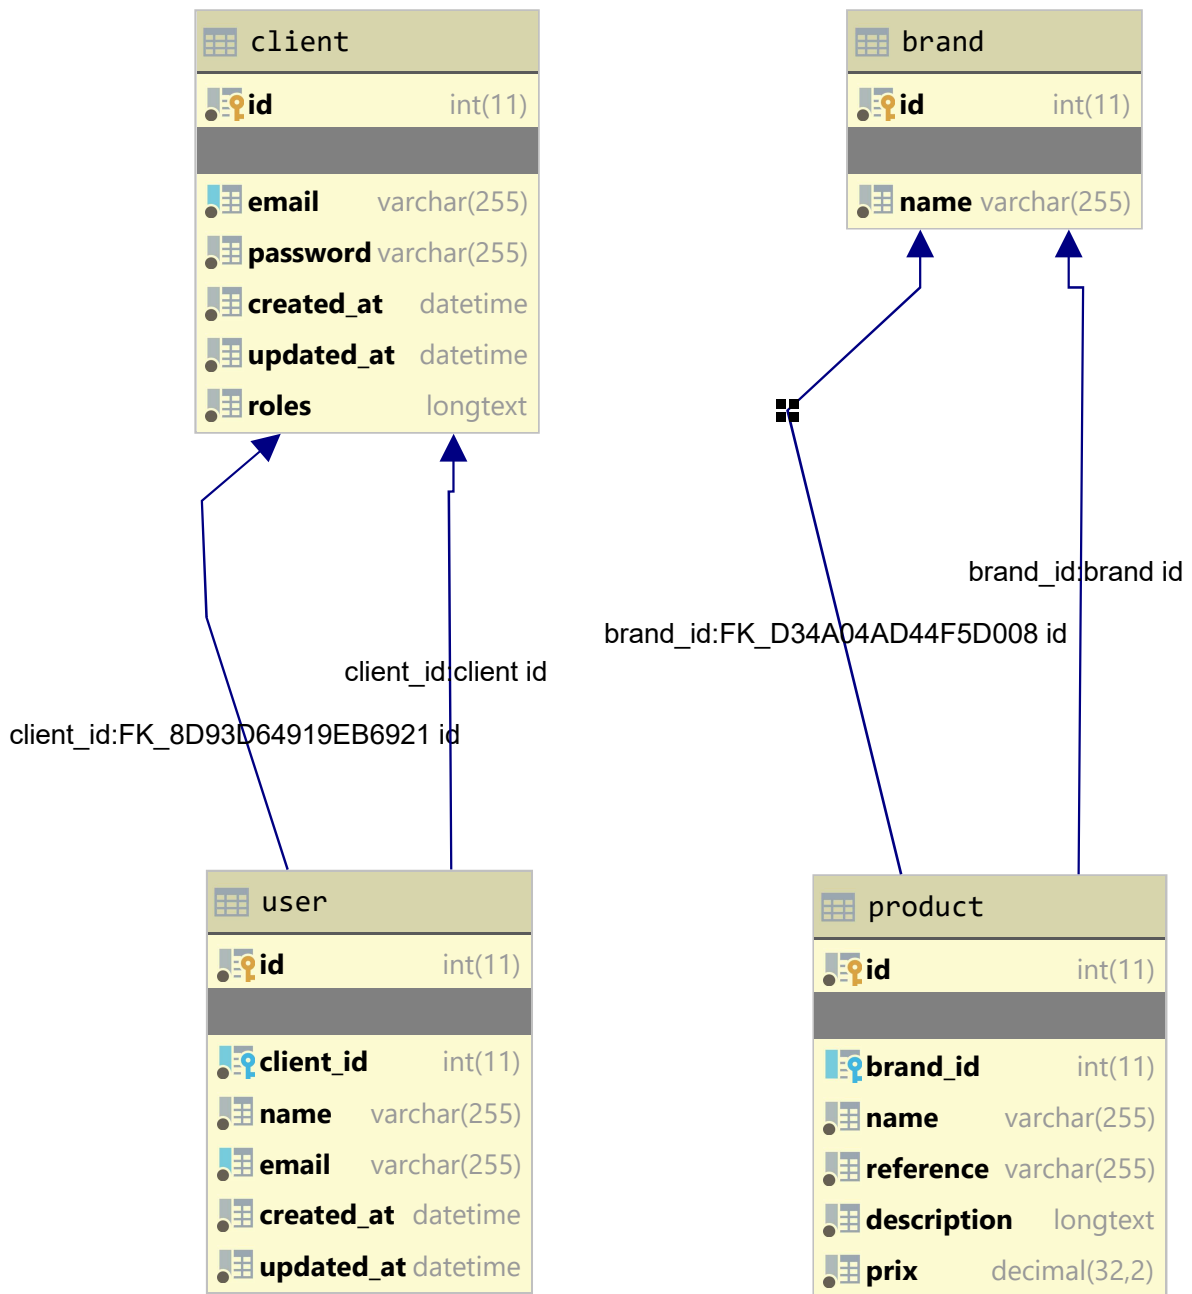 client
id int(11)
email varchar(255)
password varchar(255)
created_at datetime
updated_at datetime
roles longtext
brand
id int(11)
name varchar(255)
brand_id:brand id
brand_id:FK_D34A04AD44F5D008 id
client_id:client id
client_id:FK_8D93D64919EB6921 id
user
id int(11)
client_id int(11)
name varchar(255)
email varchar(255)
created_at datetime
updated_at datetime
product
id int(11)
brand_id int(11)
name varchar(255)
reference varchar(255)
description longtext
prix decimal(32,2)